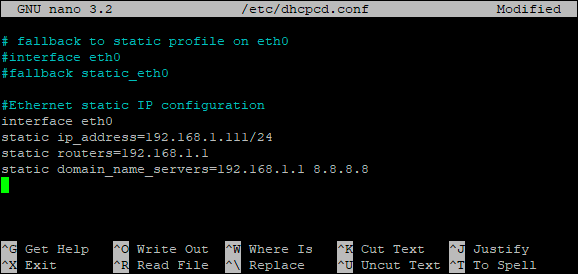 GNU nano 3.2 /etc/dhcpcd.conf Modified
# fallback to static profile on eth0
#interface eth0
#fallback static_eth0
#Ethernet static IP configuration
interface eth0
static ip_address=192.168.1.111/24
static routers=192.168.1.1
static domain_name_servers=192.168.1.1 8.8.8.8
^G Get Help ^O Write Out ^W Where Is ^K Cut Text ^J Justify
^X Exit ^R Read File ^\ Replace ^U Uncut Text ^T To Spell